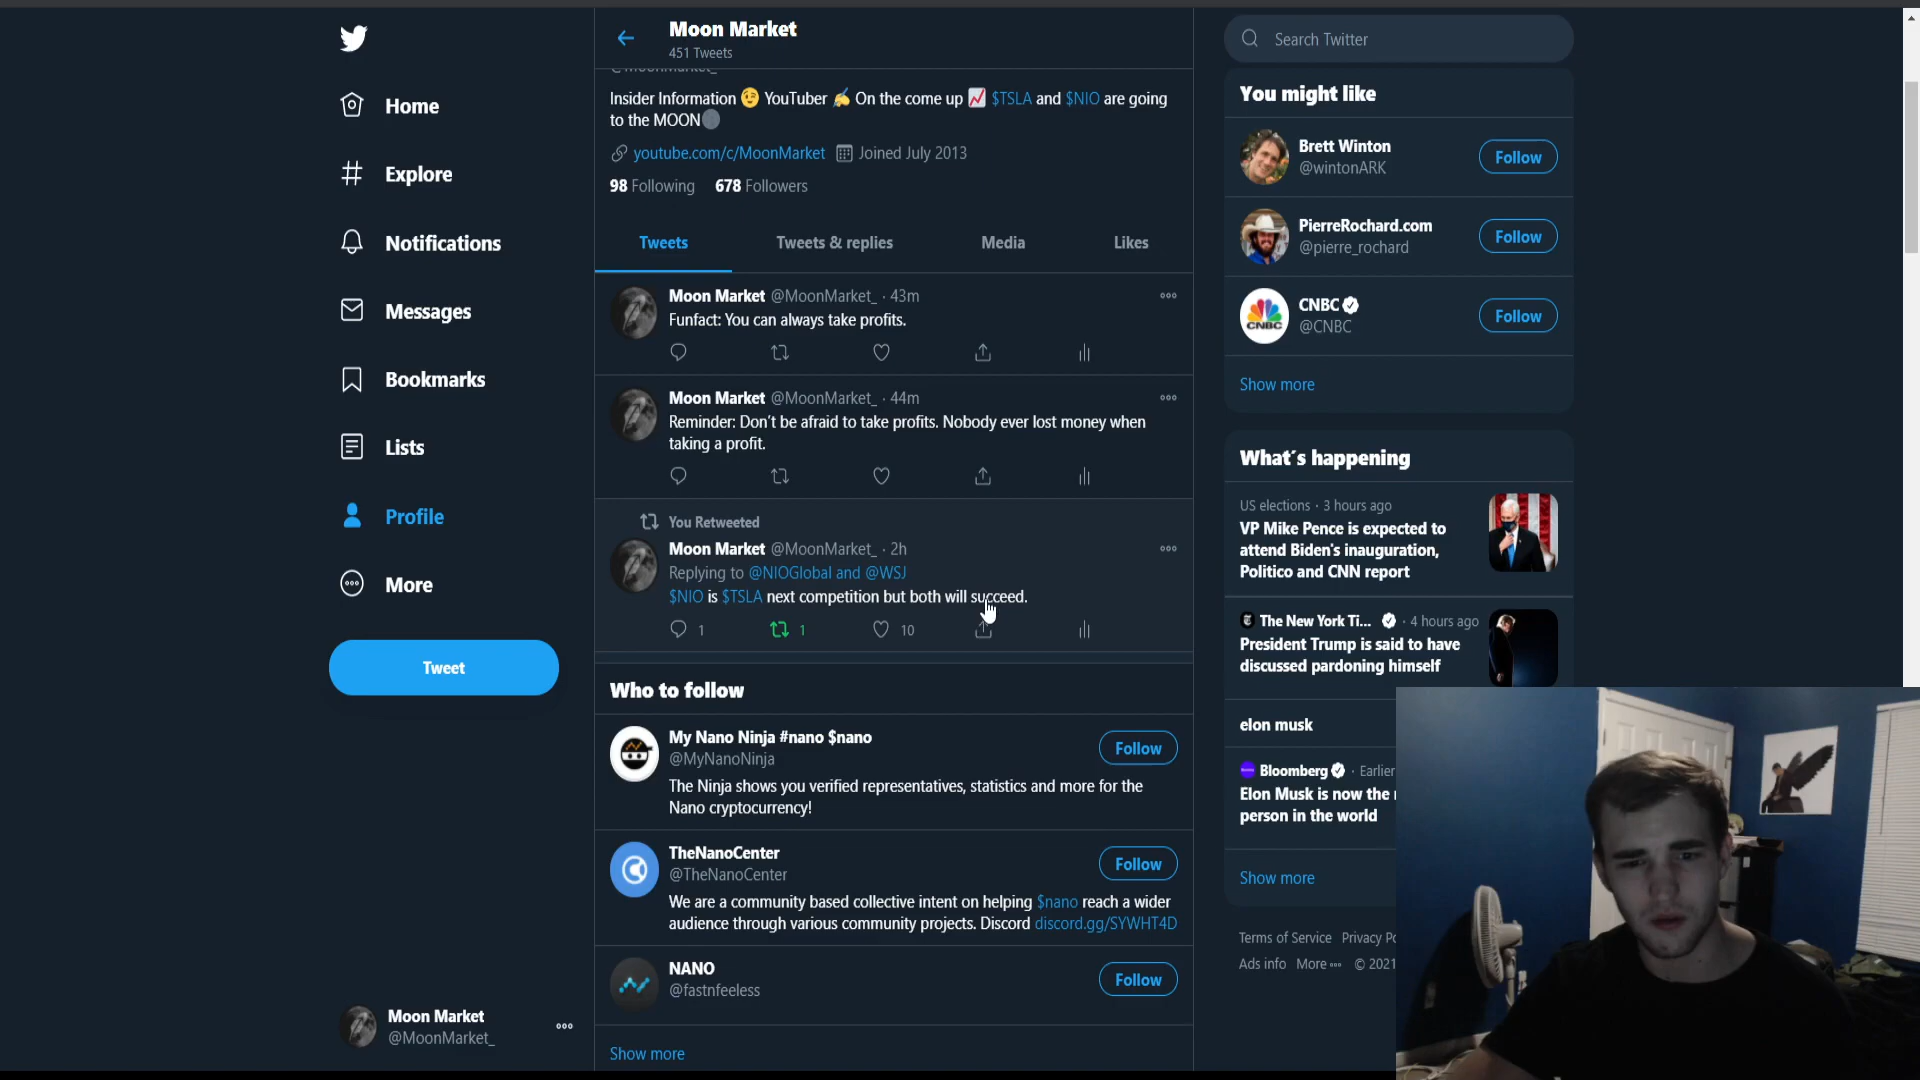 Home
Explore
Notifications
Messages
Bookmarks
Lists
Profile
More
Tweet
Moon Market
@MoonMarket_
Moon Market
451 Tweets
@MoonMarket_
Insider Information 😉 YouTuber ✍ On the come up 📈 $TSLA and $NIO are going
to the MOON🌑
youtube.com/c/MoonMarket Joined July 2013
98 Following 678 Followers
Tweets Tweets & replies Media Likes
Moon Market @MoonMarket_ · 43m
Funfact: You can always take profits.
Moon Market @MoonMarket_ · 44m
Reminder: Don't be afraid to take profits. Nobody ever lost money when
taking a profit.
You Retweeted
Moon Market @MoonMarket_ · 2h
Replying to @NIOGlobal and @WSJ
$NIO is $TSLA next competition but both will succeed.
1 1 10
Who to follow
My Nano Ninja #nano $nano
@MyNanoNinja
Follow
The Ninja shows you verified representatives, statistics and more for the
Nano cryptocurrency!
TheNanoCenter
@TheNanoCenter
Follow
We are a community based collective intent on helping $nano reach a wider
audience through various community projects. Discord discord.gg/SYWHT4D
NANO
@fastnfeeless
Follow
Show more
Search Twitter
You might like
Brett Winton
@wintonARK
Follow
PierreRochard.com
@pierre_rochard
Follow
CNBC
@CNBC
Follow
CNBC
Show more
What's happening
US elections · 3 hours ago
VP Mike Pence is expected to
attend Biden's inauguration,
Politico and CNN report
The New York Ti... · 4 hours ago
President Trump is said to have
discussed pardoning himself
elon musk
Bloomberg · Earlier
Elon Musk is now the
person in the world
Show more
Terms of Service Privacy Po
Ads info More ··· © 2021